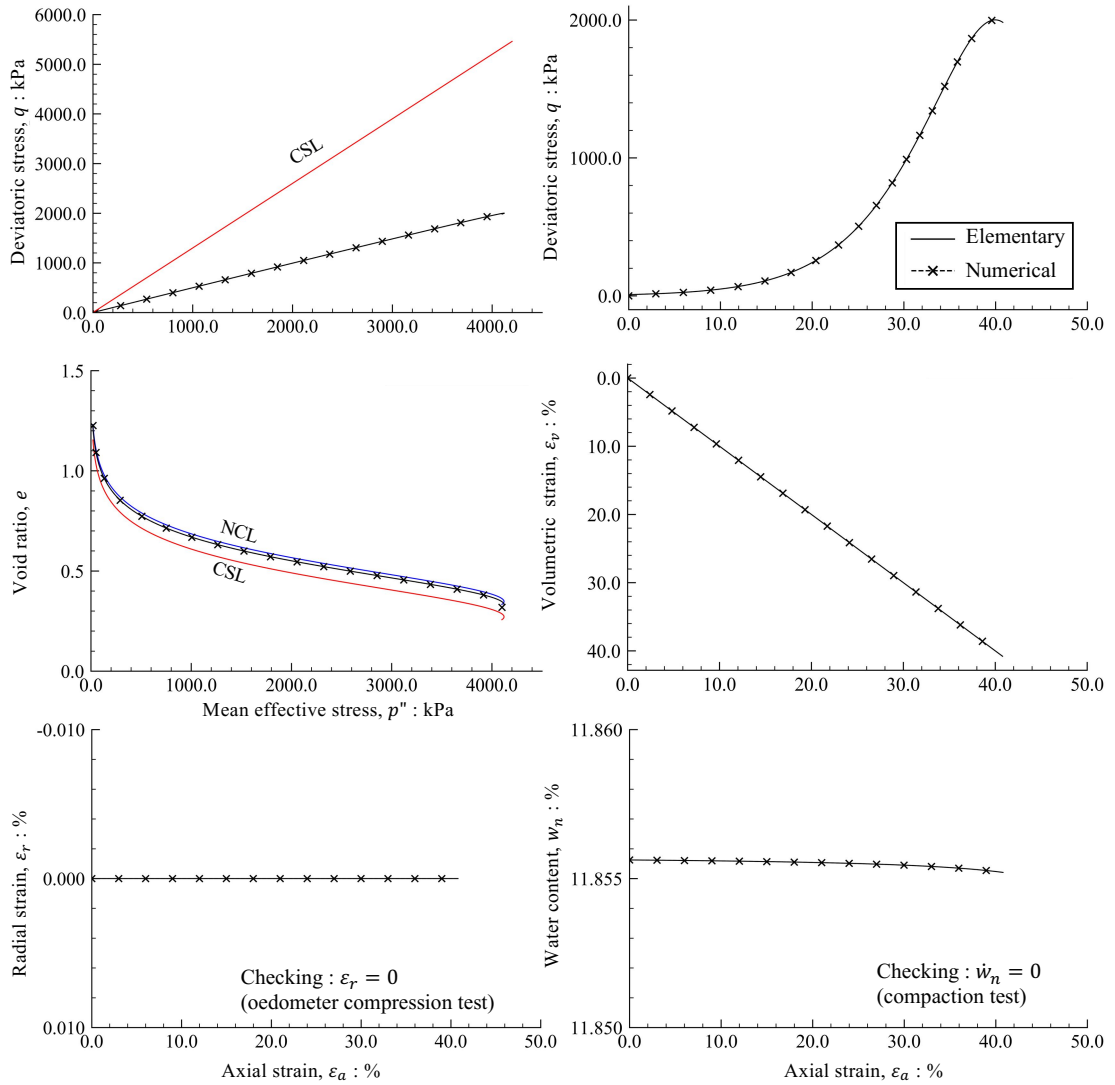 6000.0
5000.0
4000.0
3000.0
2000.0
1000.0
0.0
Deviatoric stress, q : kPa
CSL
0.0 1000.0 2000.0 3000.0 4000.0
2000.0
1000.0
0.0
Deviatoric stress, q : kPa
Elementary
Numerical
0.0 10.0 20.0 30.0 40.0 50.0
1.5
1.0
0.5
0.0
Void ratio, e
NCL
CSL
0.0 1000.0 2000.0 3000.0 4000.0
Mean effective stress, p" : kPa
0.0
10.0
20.0
30.0
40.0
Volumetric strain, εv : %
0.0 10.0 20.0 30.0 40.0 50.0
-0.010
0.000
0.010
Radial strain, εr : %
Checking : εr = 0
(oedometer compression test)
0.0 10.0 20.0 30.0 40.0 50.0
Axial strain, εa : %
11.860
11.855
11.850
Water content, wn : %
Checking : ẇn = 0
(compaction test)
0.0 10.0 20.0 30.0 40.0 50.0
Axial strain, εa : %